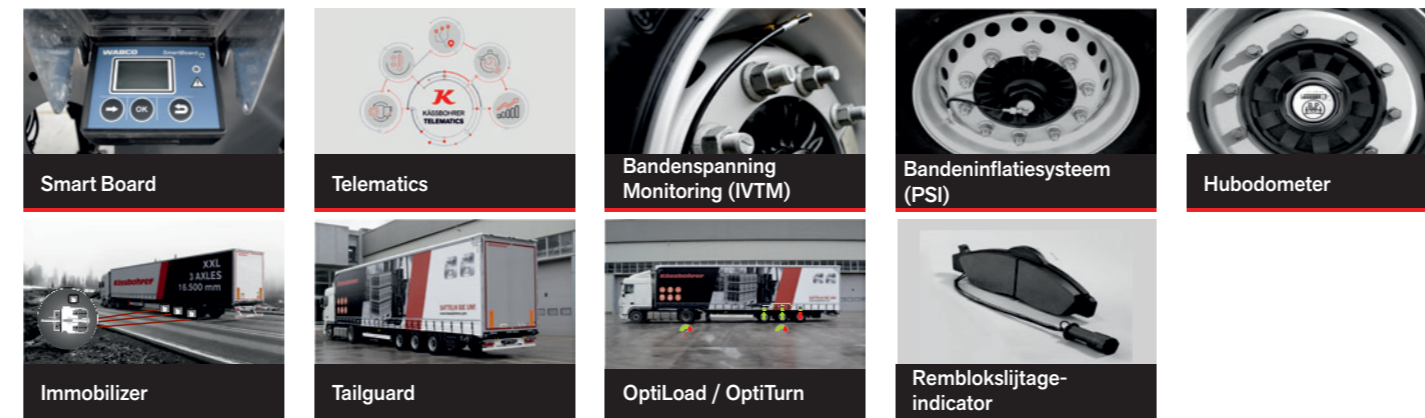 WABCO
SmartBoard
OK
K
KÄSSBOHRER
TELEMATICS
Smart Board
Telematics
Bandenspanning
Monitoring (IVTM)
Bandeninflatiesysteem
(PSI)
Hubodometer
XXL
3 AXLES
16.500 mm
Kässbohrer
Kässbohrer
Immobilizer
Tailguard
OptiLoad / OptiTurn
Remblokslijtage-
indicator